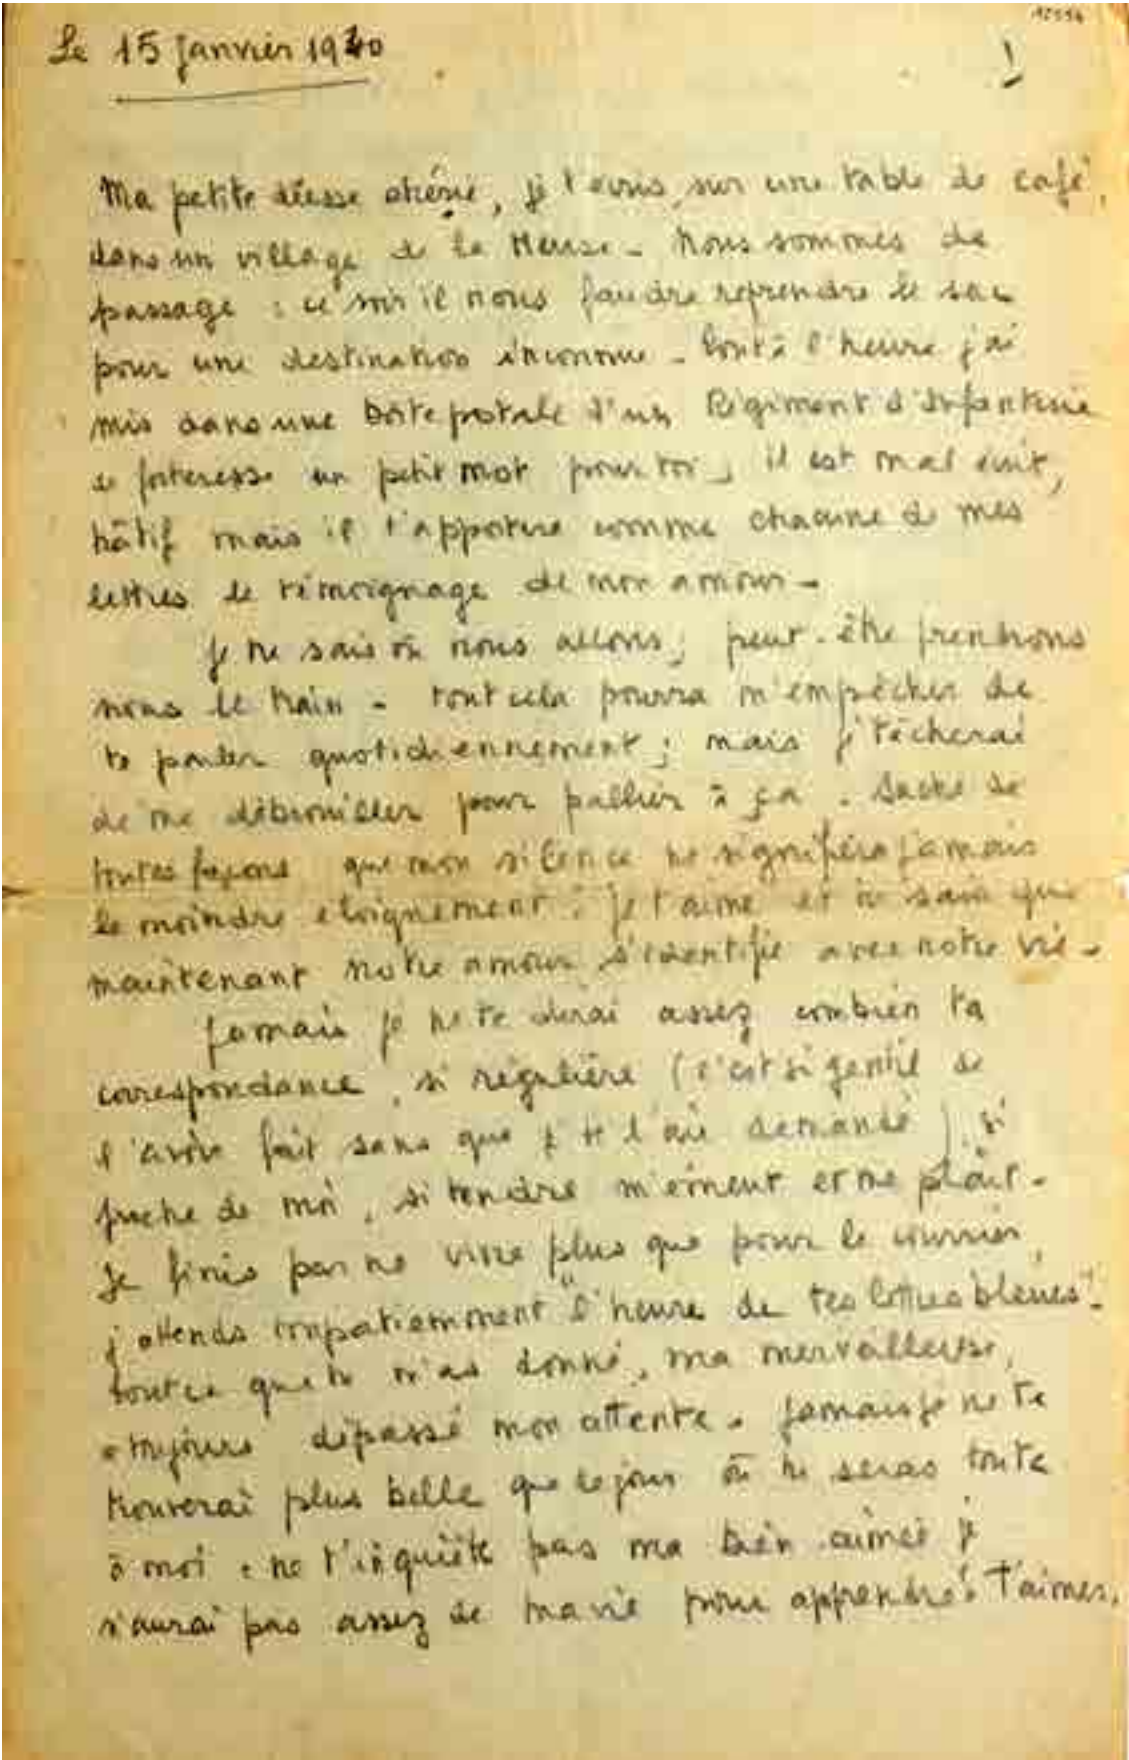 Le 15 Janvier 1940
1
Ma petite déesse chérie, je t'écris sur une table de café,
dans un village de la Meuse - Nous sommes de
passage : ce soir il nous faudra reprendre le sac
pour une destination inconnue - tout à l'heure j'ai
mis dans une boîte postale d'un Régiment d'Infanterie
de forteresse un petit mot pour toi ; il est mal écrit,
hâtif mais il t'apportera comme chacune de mes
lettres le témoignage de mon amour -
Je ne sais où nous allons ; peut-être prendrons
nous le train - tout cela pourra m'empêcher de
te parler quotidiennement ; mais je tâcherai
de me débrouiller pour pallier à ça . Sache de
toutes façons que mon silence ne signifiera jamais
le moindre éloignement : je t'aime et tu sais que
maintenant notre amour s'identifie avec notre vie -
Jamais je ne te dirai assez combien ta
correspondance, si régulière (c'est si gentil de
l'avoir fait sans que je te l'aie demandé), si
proche de moi, si tendre m'émeut et me plaît -
Je finis par ne vivre plus que pour le courrier,
j'attends impatiemment "l'heure de tes lettres bleues" -
tout ce que tu m'as donné, ma merveilleuse,
a toujours dépassé mon attente . Jamais je ne te
trouverai plus belle que le jour où tu seras toute
à moi : ne t'inquiète pas ma bien-aimée je
n'aurai pas assez de ma vie pour apprendre à t'aimer.